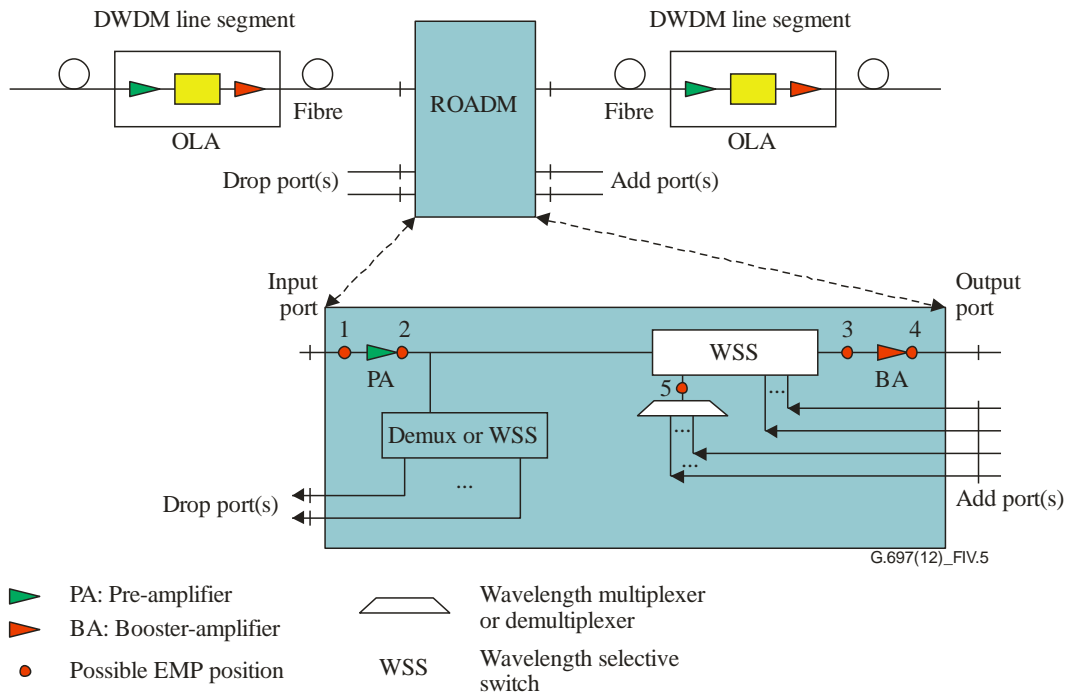 DWDM line segment
DWDM line segment
ROADM
Fibre
Fibre
OLA
OLA
Drop port(s)
Add port(s)
Input
port
Output
port
1
2
3
4
PA
WSS
BA
5
...
Demux or WSS
...
...
...
Drop port(s)
Add port(s)
G.697(12)_FIV.5
PA: Pre-amplifier
BA: Booster-amplifier
Possible EMP position
Wavelength multiplexer
or demultiplexer
WSS
Wavelength selective
switch